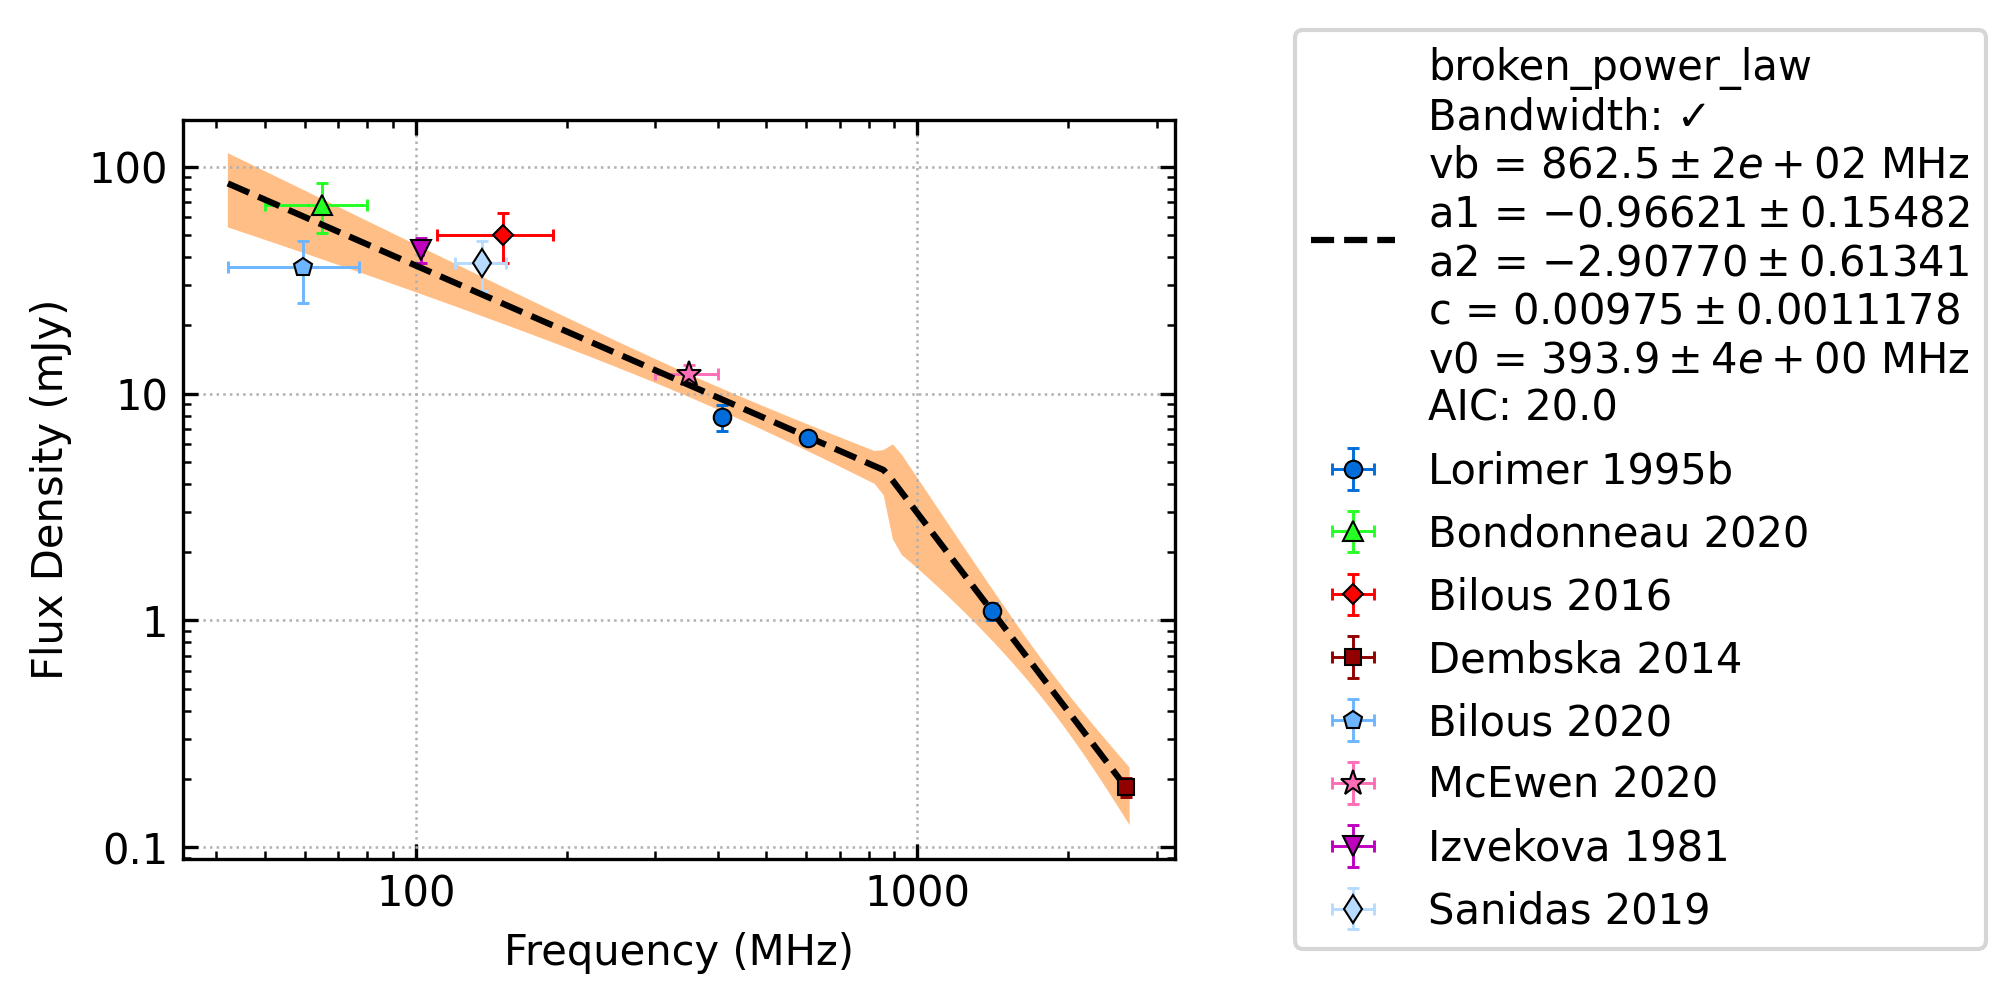 broken_power_law
Bandwidth: ✓
vb = 862.5 ± 2e + 02 MHz
a1 = −0.96621 ± 0.15482
a2 = −2.90770 ± 0.61341
c = 0.00975 ± 0.0011178
v0 = 393.9 ± 4e + 00 MHz
AIC: 20.0
Lorimer 1995b
Bondonneau 2020
Bilous 2016
Dembska 2014
Bilous 2020
McEwen 2020
Izvekova 1981
Sanidas 2019
Flux Density (mJy)
100
10
1
0.1
100
1000
Frequency (MHz)